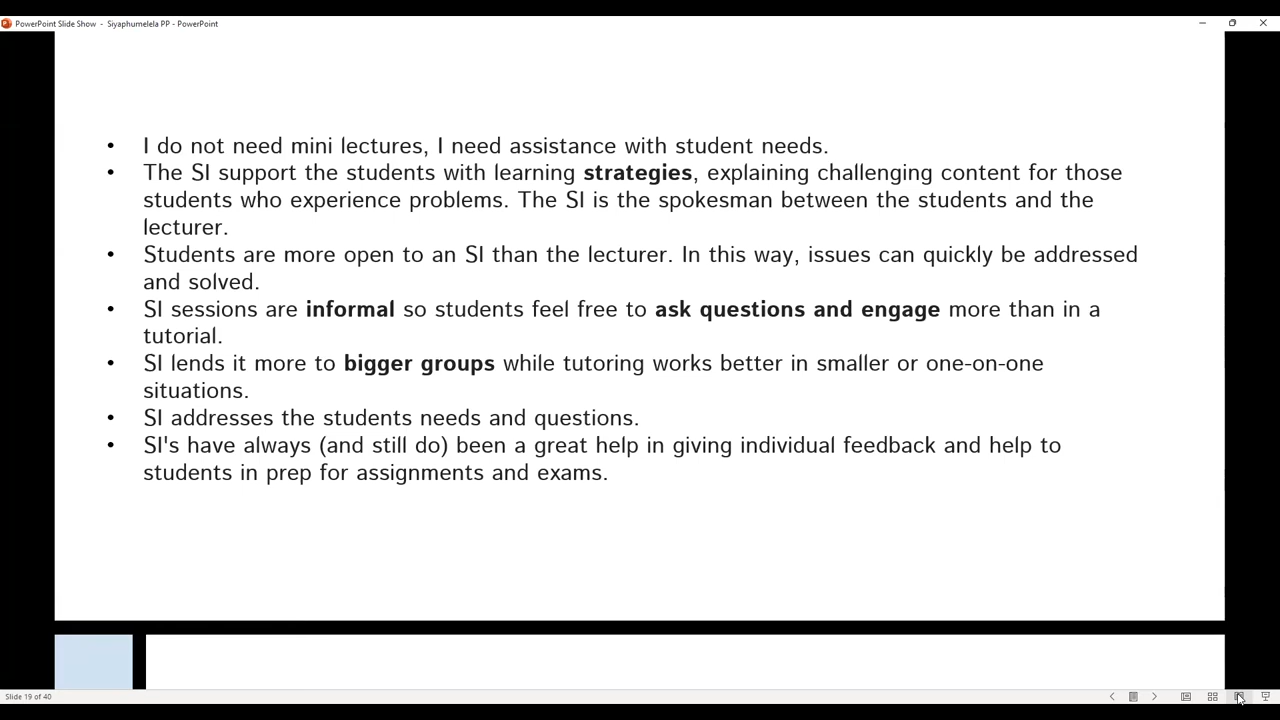 PowerPoint Slide Show - Siyaphumelela PP - PowerPoint
• I do not need mini lectures, I need assistance with student needs.
• The SI support the students with learning strategies, explaining challenging content for those
students who experience problems. The SI is the spokesman between the students and the
lecturer.
• Students are more open to an SI than the lecturer. In this way, issues can quickly be addressed
and solved.
• SI sessions are informal so students feel free to ask questions and engage more than in a
tutorial.
• SI lends it more to bigger groups while tutoring works better in smaller or one-on-one
situations.
• SI addresses the students needs and questions.
• SI's have always (and still do) been a great help in giving individual feedback and help to
students in prep for assignments and exams.
Slide 19 of 40